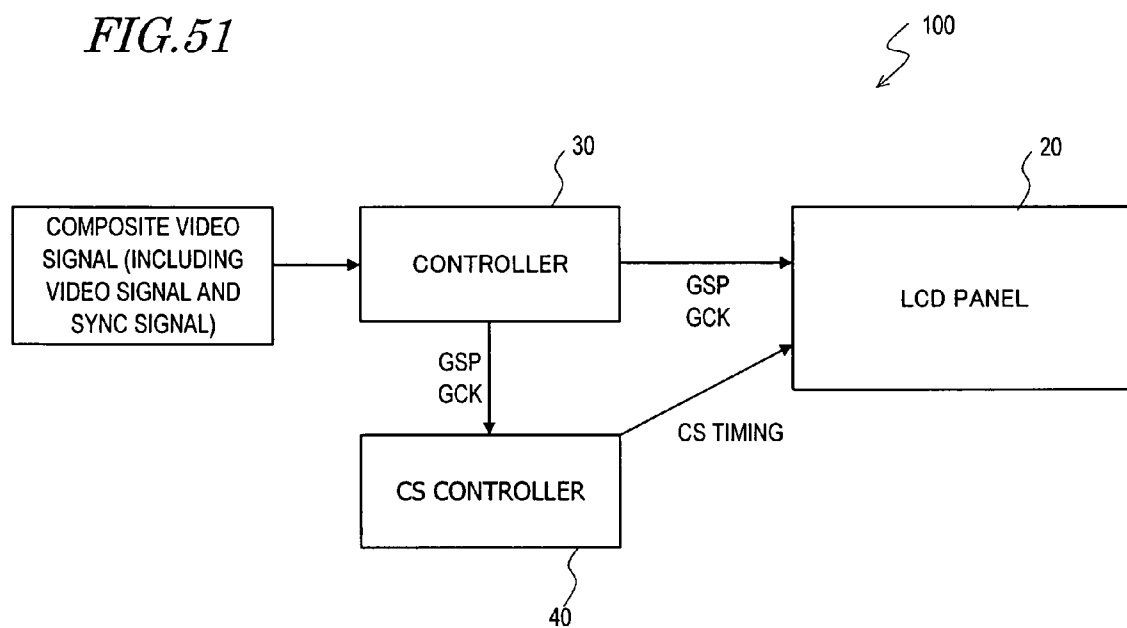 FIG.51
100
30
20
COMPOSITE VIDEO
SIGNAL (INCLUDING
VIDEO SIGNAL AND
SYNC SIGNAL)
CONTROLLER
GSP
GCK
LCD PANEL
GSP
GCK
CS TIMING
CS CONTROLLER
40